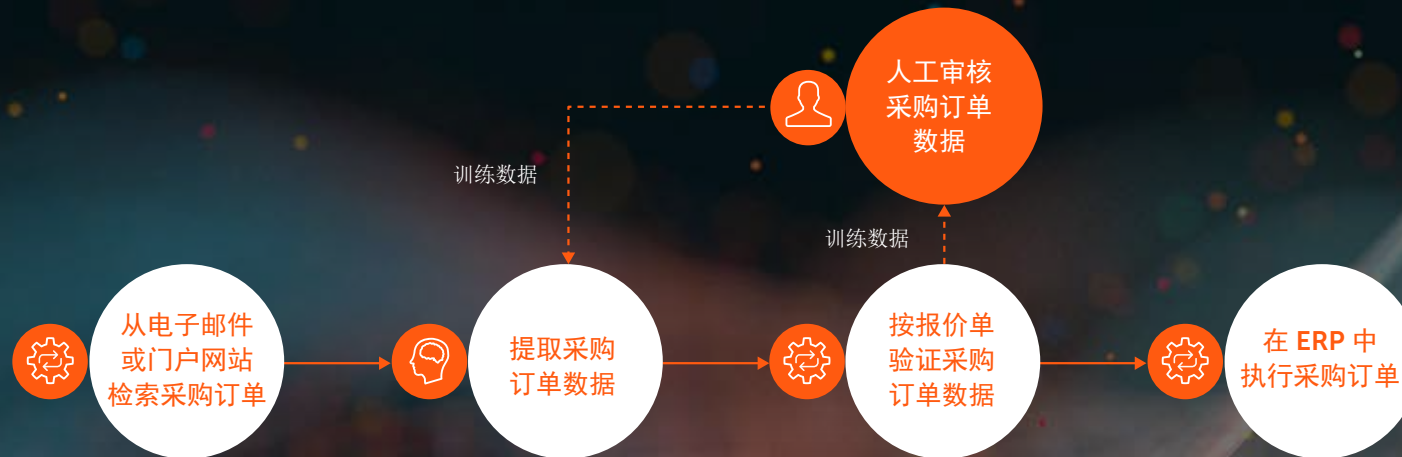 人工审核
采购订单
数据
训练数据
训练数据
从电子邮件
或门户网站
检索采购订单
提取采购
订单数据
按报价单
验证采购
订单数据
在 ERP 中
执行采购订单